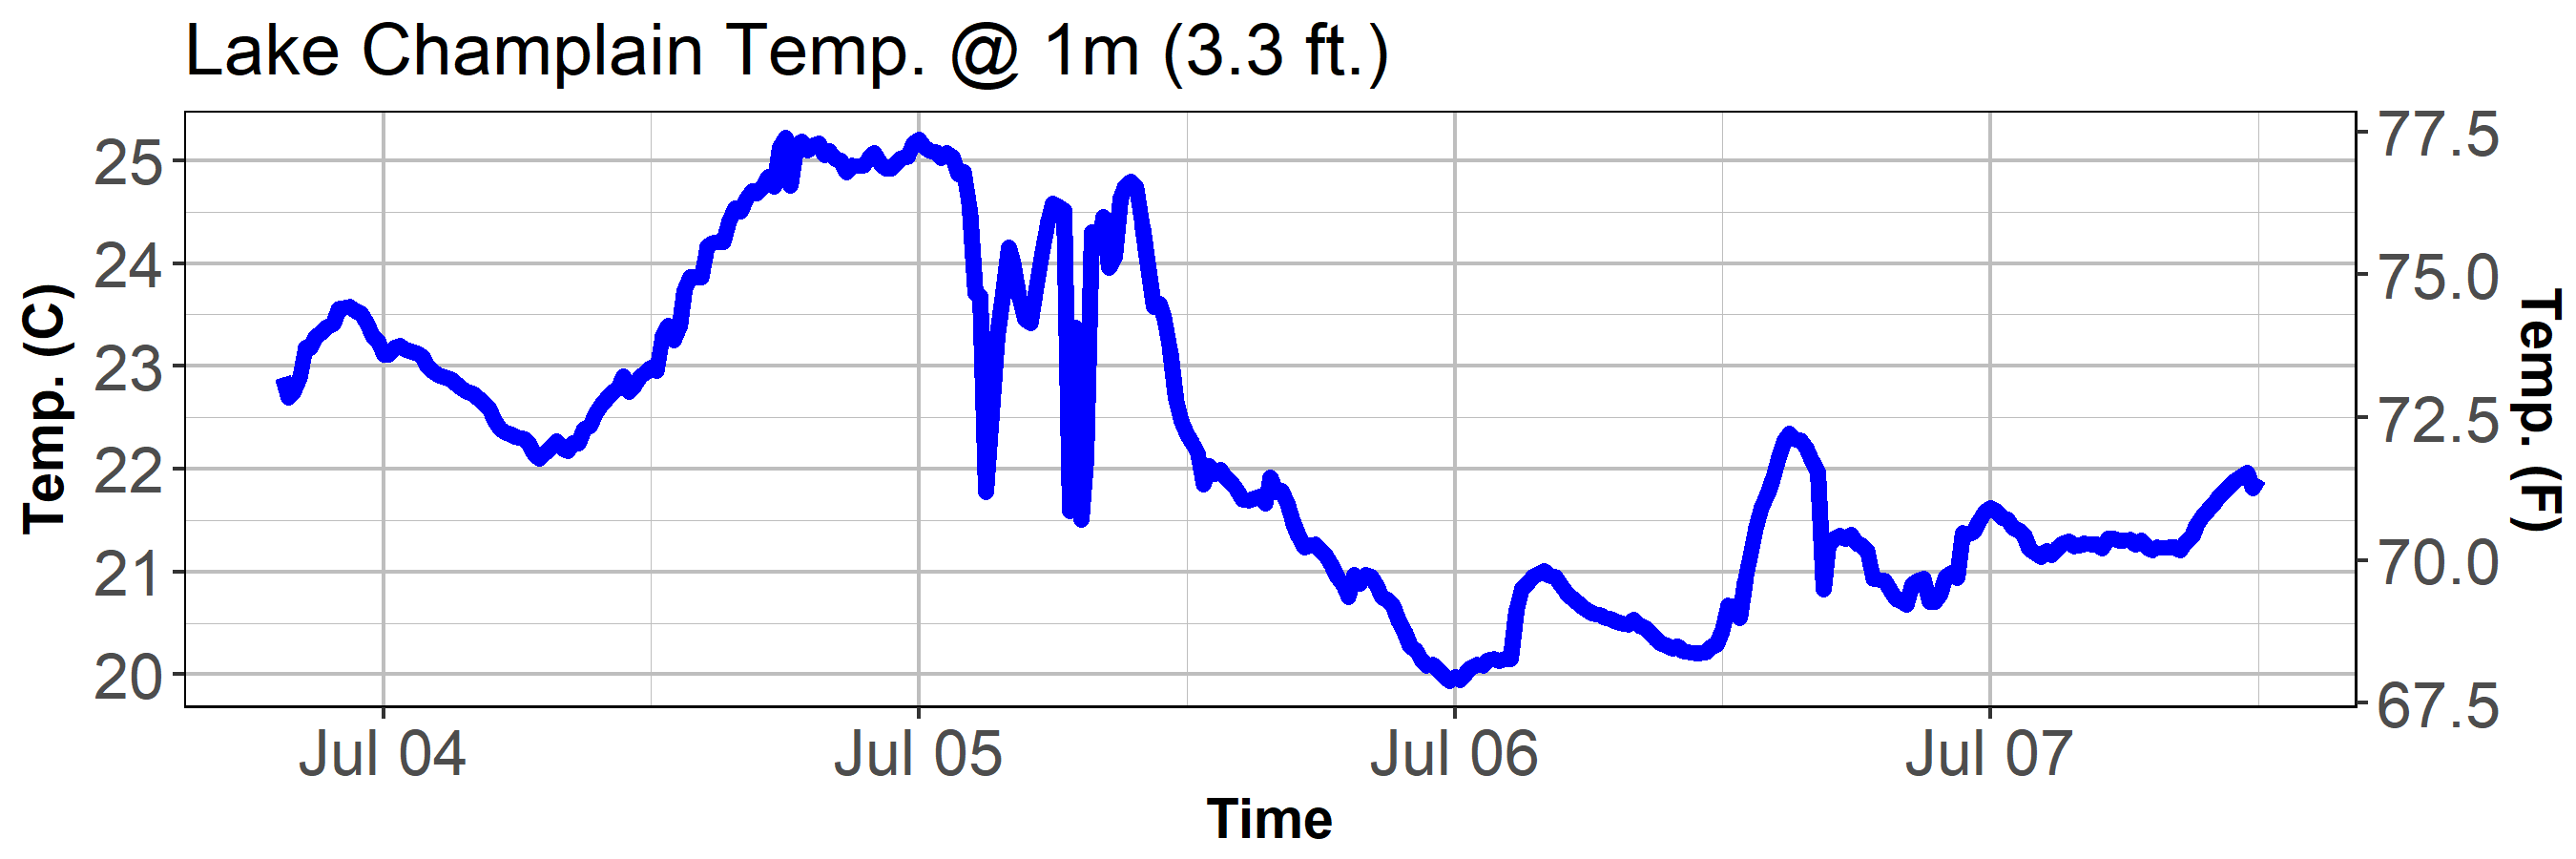 Lake Champlain Temp. @ 1m (3.3 ft.)
Temp. (C)
25
24
23
22
21
20
77.5
75.0
72.5
70.0
67.5
Temp. (F)
Jul 04 Jul 05 Jul 06 Jul 07
Time